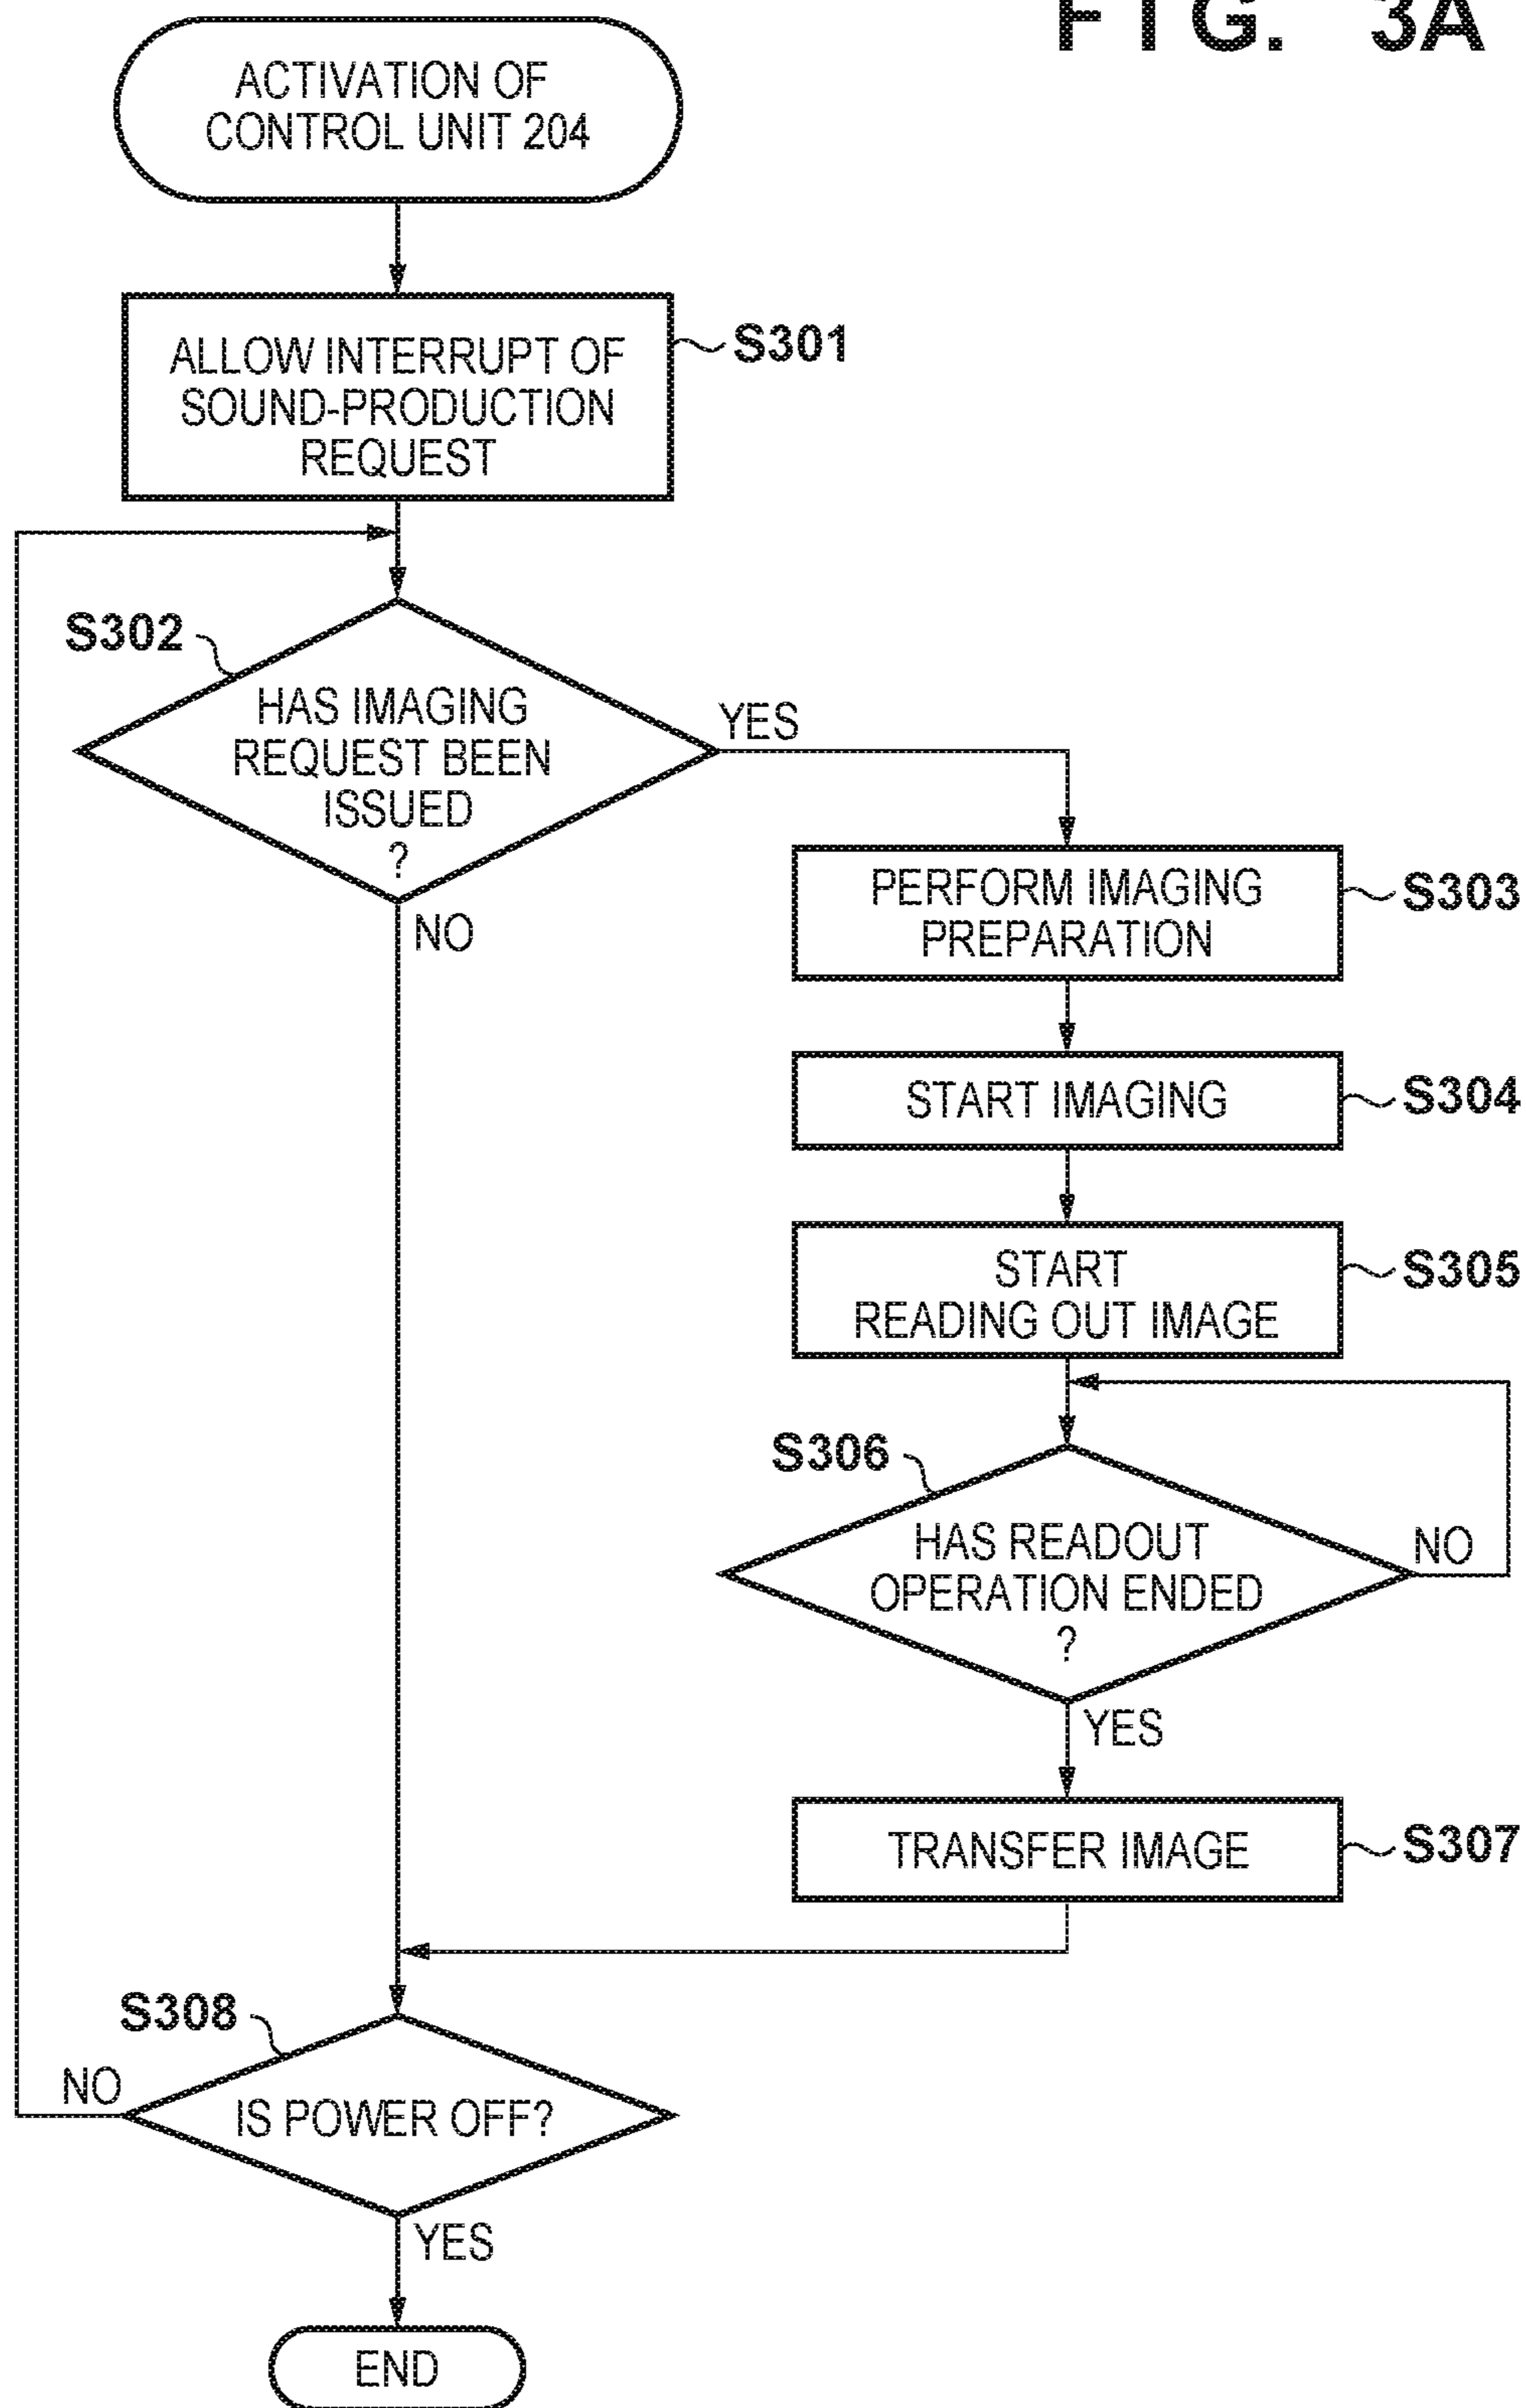 FIG. 3A
ACTIVATION OF
CONTROL UNIT 204
ALLOW INTERRUPT OF
SOUND-PRODUCTION
REQUEST
S301
S302
HAS IMAGING
REQUEST BEEN
ISSUED
?
YES
NO
PERFORM IMAGING
PREPARATION
S303
START IMAGING
S304
START
READING OUT IMAGE
S305
S306
HAS READOUT
OPERATION ENDED
?
NO
YES
TRANSFER IMAGE
S307
S308
NO
IS POWER OFF?
YES
END